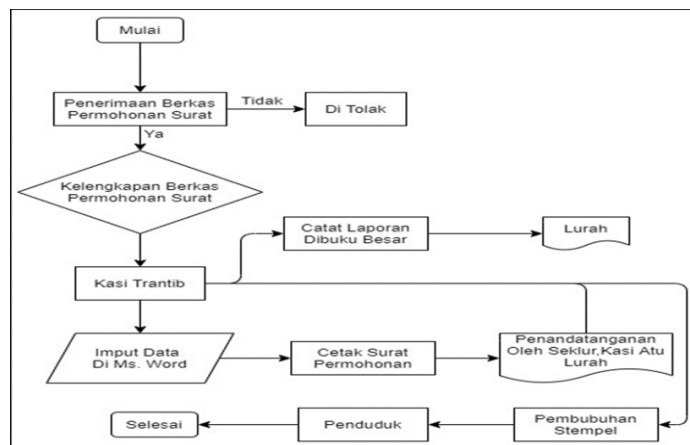 Mulai
Penerimaan Berkas
Permohonan Surat
Tidak
Di Tolak
Ya
Kelengkapan Berkas
Permohonan Surat
Catat Laporan
Dibuku Besar
Lurah
Kasi Trantib
Imput Data
Di Ms. Word
Cetak Surat
Permohonan
Penandatanganan
Oleh Seklur,Kasi Atu
Lurah
Selesai
Penduduk
Pembubuhan
Stempel